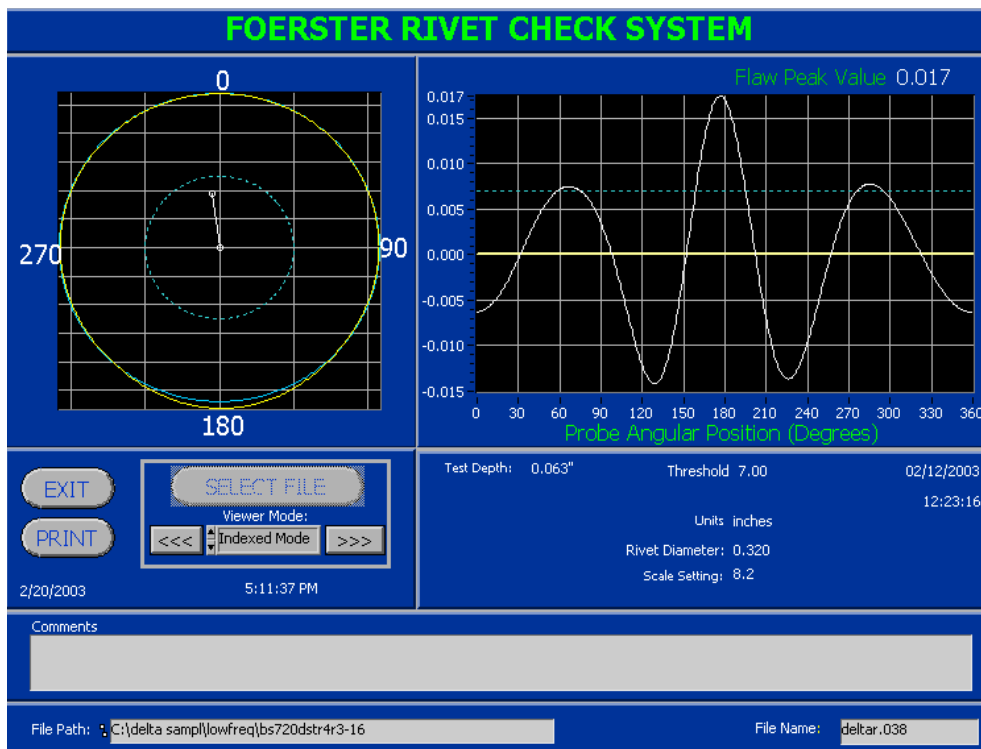 FOERSTER RIVET CHECK SYSTEM
0
270
90
180
Flaw Peak Value 0.017
0.017
0.015
0.010
0.005
0.000
-0.005
-0.010
-0.015
0 30 60 90 120 150 180 210 240 270 300 330 360
Probe Angular Position (Degrees)
EXIT
PRINT
SELECT FILE
Viewer Mode:
<<< Indexed Mode >>>
2/20/2003 5:11:37 PM
Test Depth: 0.063" Threshold 7.00 02/12/2003
12:23:16
Units inches
Rivet Diameter: 0.320
Scale Setting: 8.2
Comments
File Path: C:\delta sampl\lowfreq\bs720dstr4r3-16 File Name: deltar.038